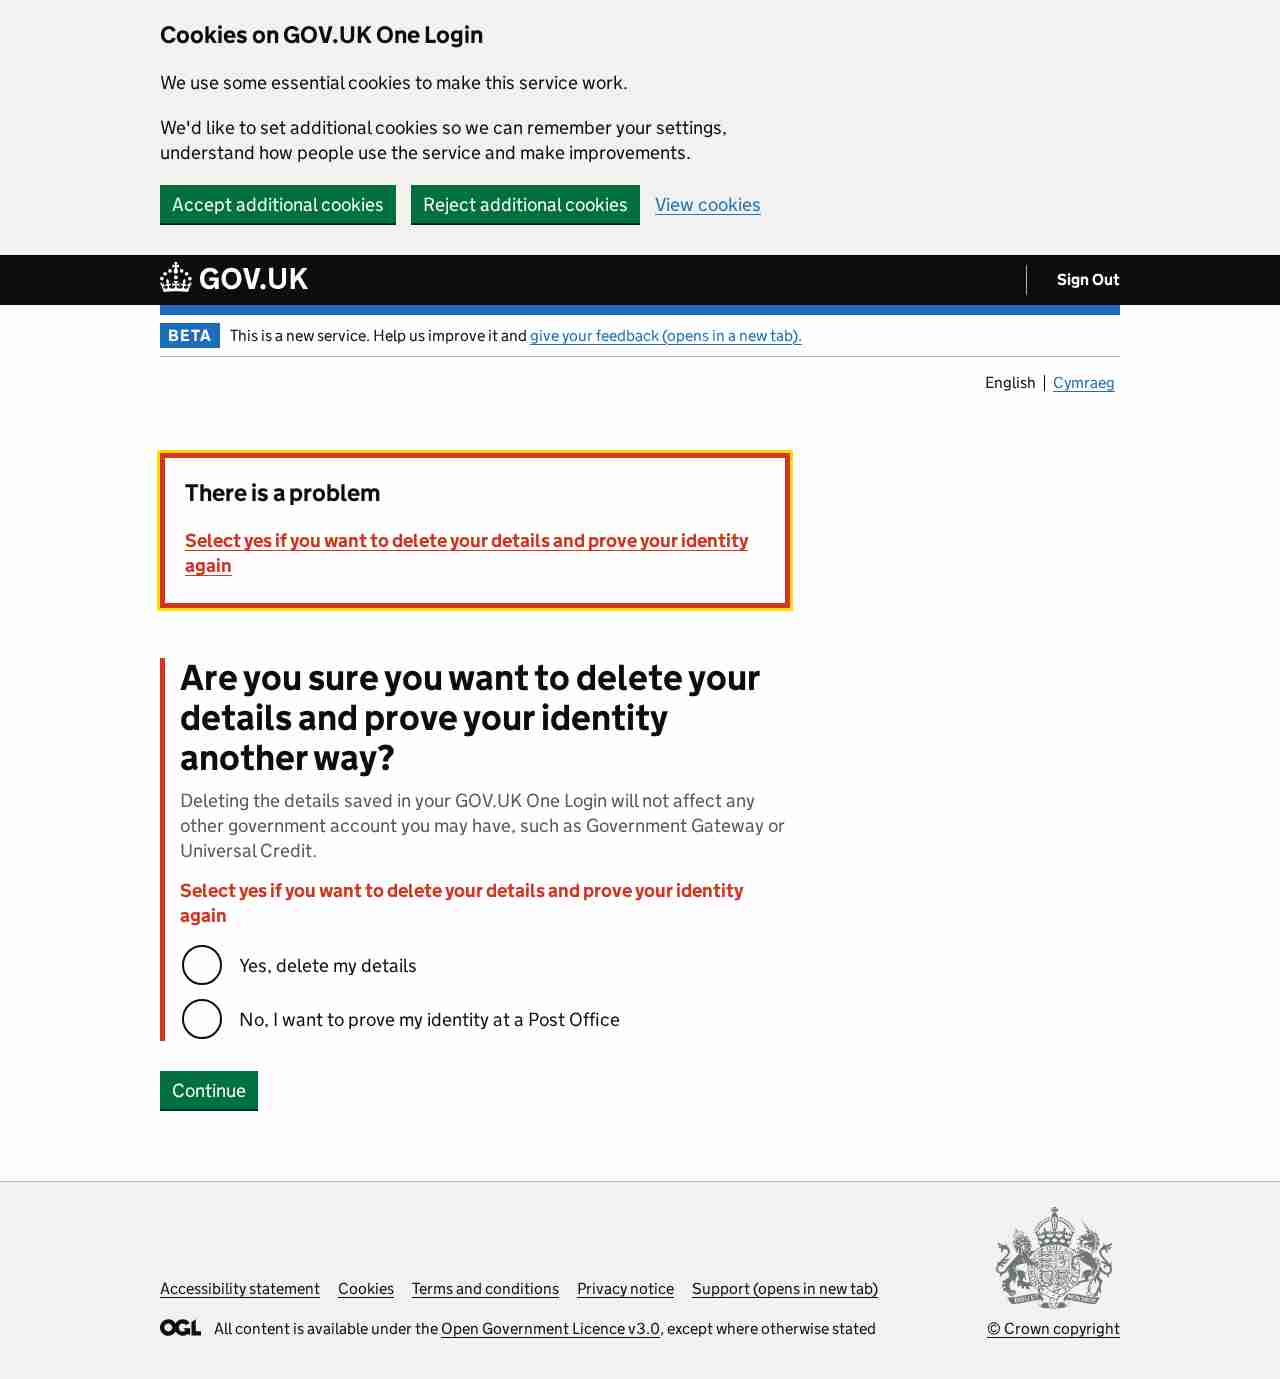 Cookies on GOV.UK One Login
We use some essential cookies to make this service work.
We'd like to set additional cookies so we can remember your settings,
understand how people use the service and make improvements.
Accept additional cookies Reject additional cookies View cookies
GOV.UK Sign Out
BETA This is a new service. Help us improve it and give your feedback (opens in a new tab).
English Cymraeg
There is a problem
Select yes if you want to delete your details and prove your identity
again
Are you sure you want to delete your
details and prove your identity
another way?
Deleting the details saved in your GOV.UK One Login will not affect any
other government account you may have, such as Government Gateway or
Universal Credit.
Select yes if you want to delete your details and prove your identity
again
Yes, delete my details
No, I want to prove my identity at a Post Office
Continue
Accessibility statement Cookies Terms and conditions Privacy notice Support (opens in new tab)
OGL All content is available under the Open Government Licence v3.0, except where otherwise stated © Crown copyright